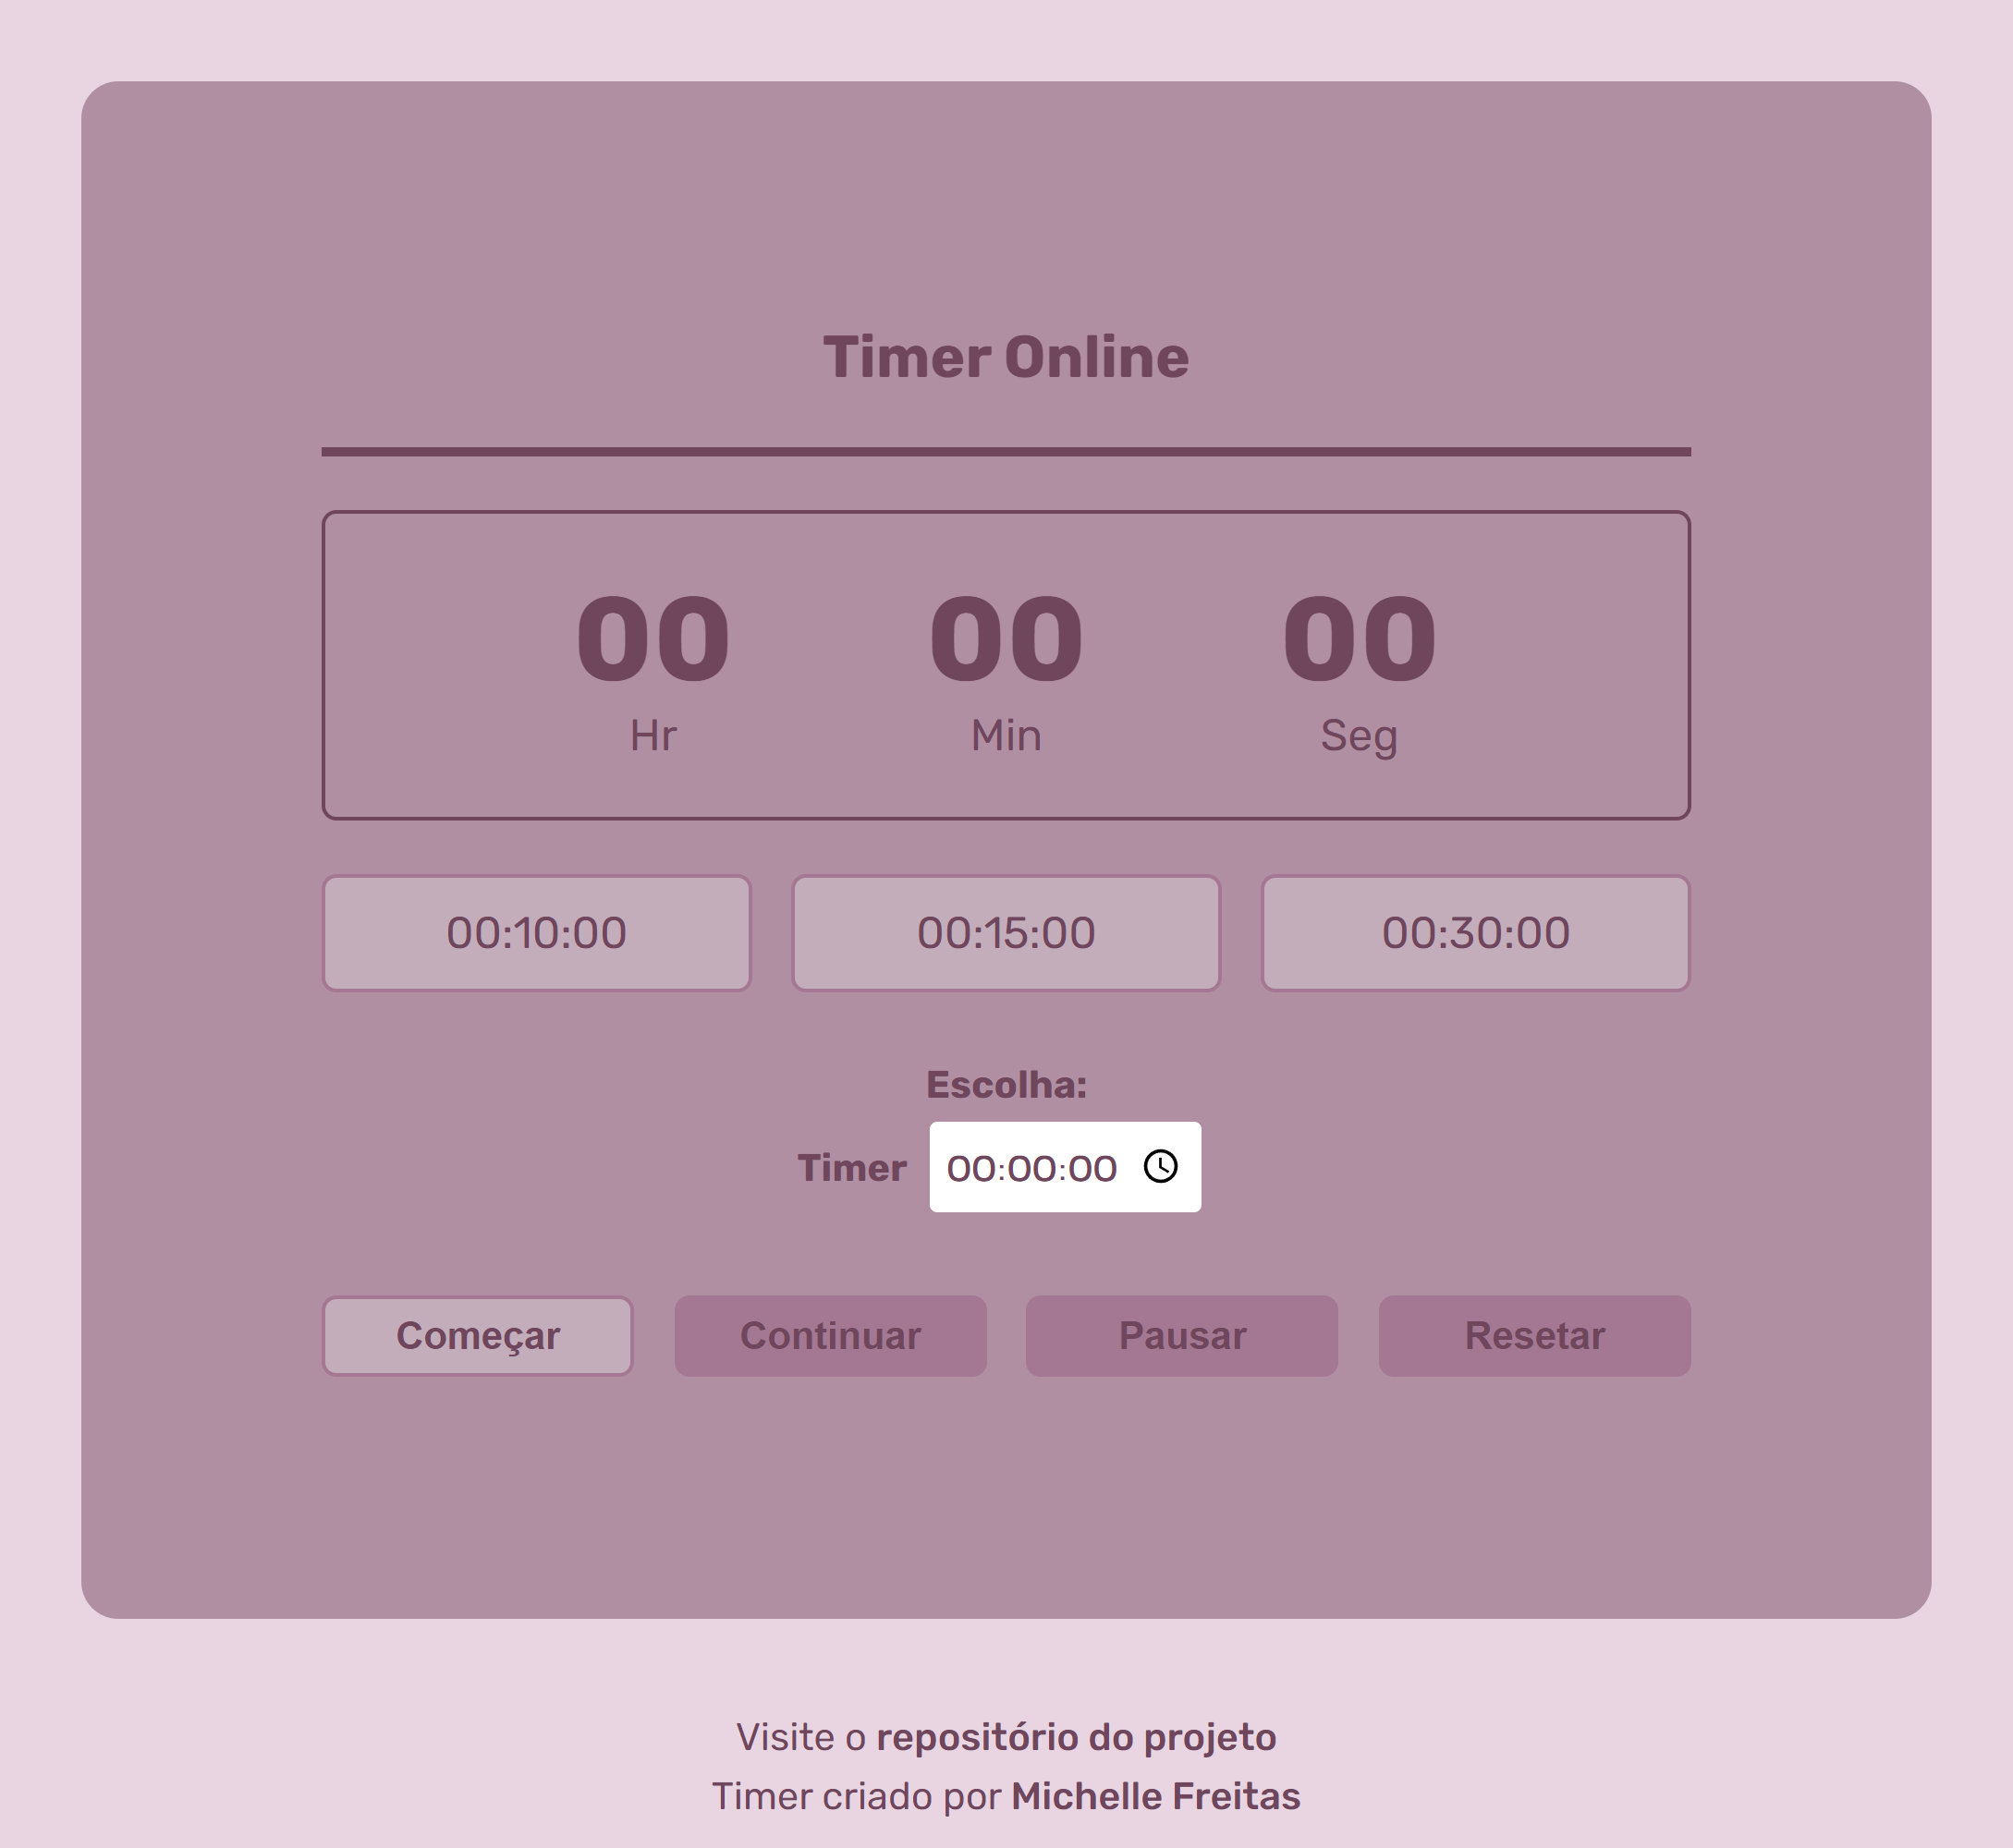 Timer Online
00 00 00
Hr Min Seg
00:10:00 00:15:00 00:30:00
Escolha:
Timer 00:00:00
Começar Continuar Pausar Resetar
Visite o repositório do projeto
Timer criado por Michelle Freitas